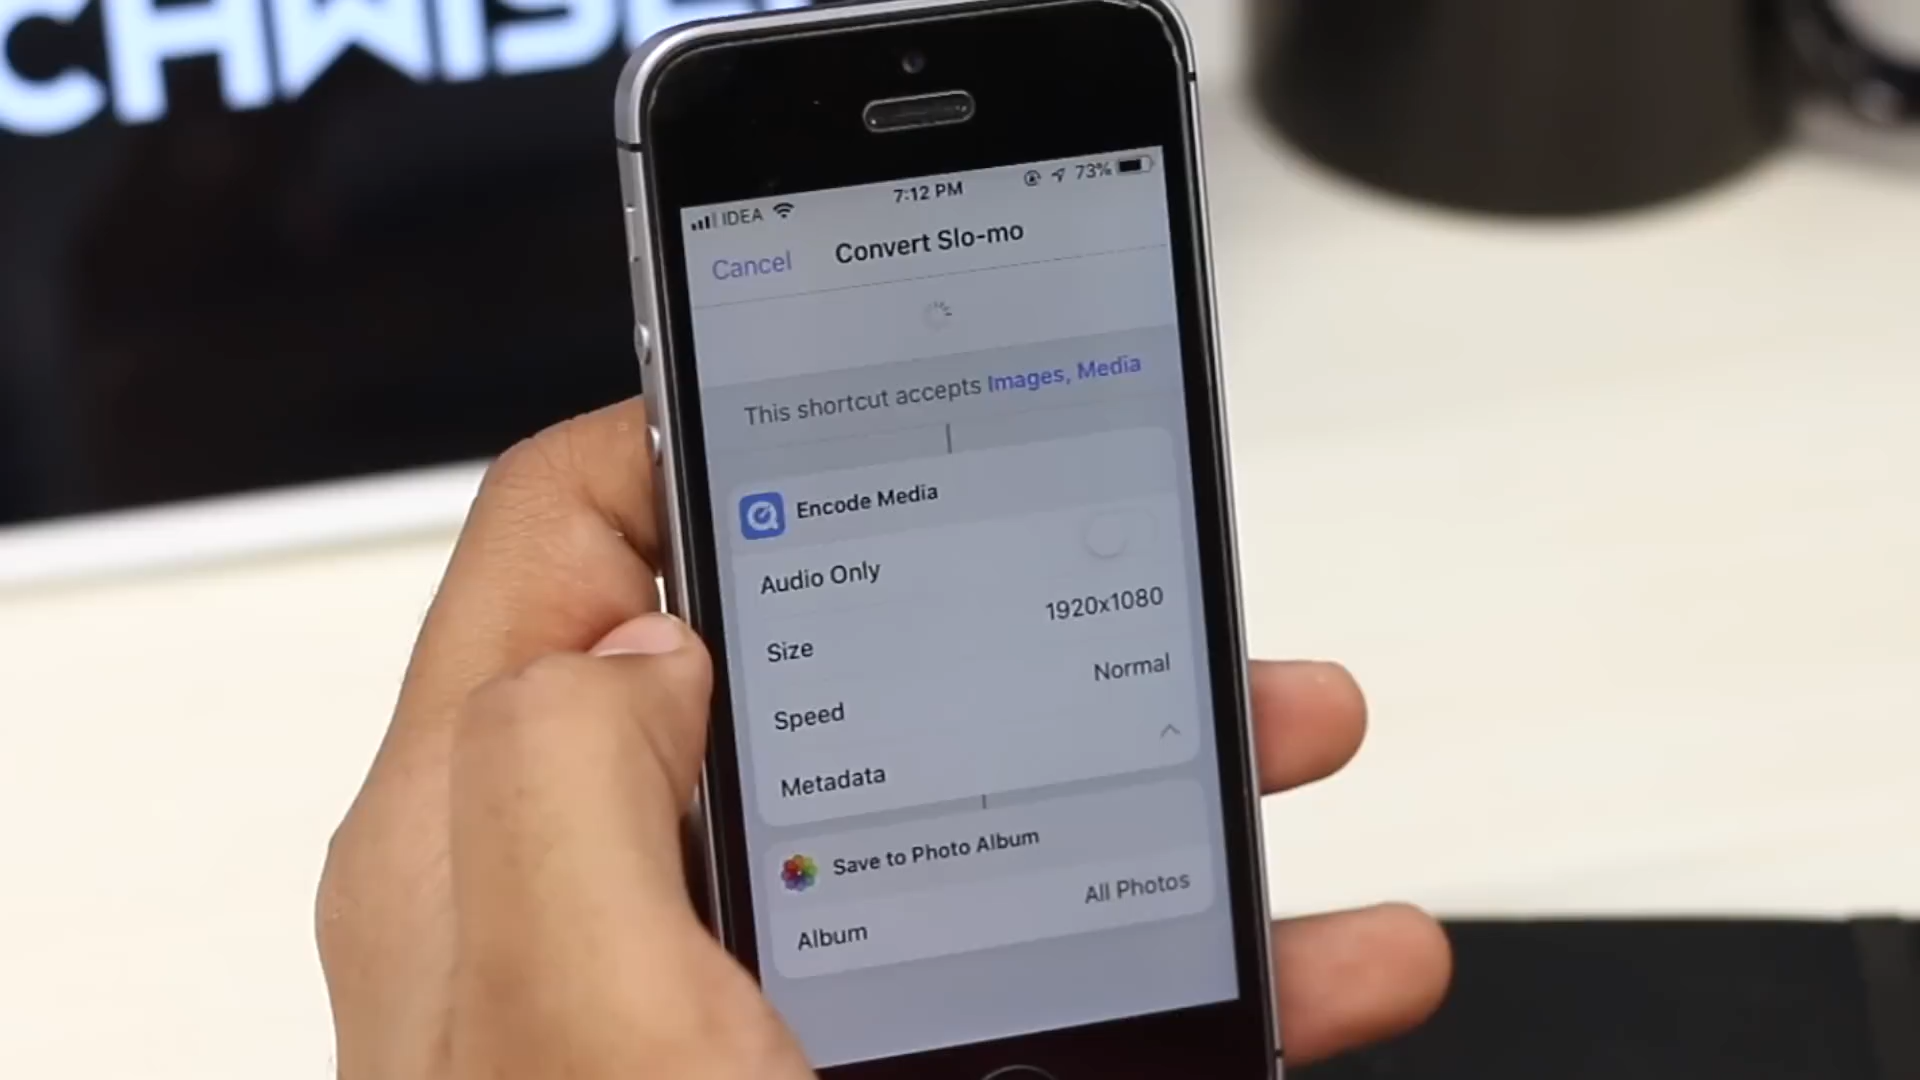 CHWISE
IDEA 7:12 PM 73%
Cancel Convert Slo-mo
This shortcut accepts Images, Media
Encode Media
Audio Only
Size 1920x1080
Speed Normal
Metadata
Save to Photo Album
Album All Photos